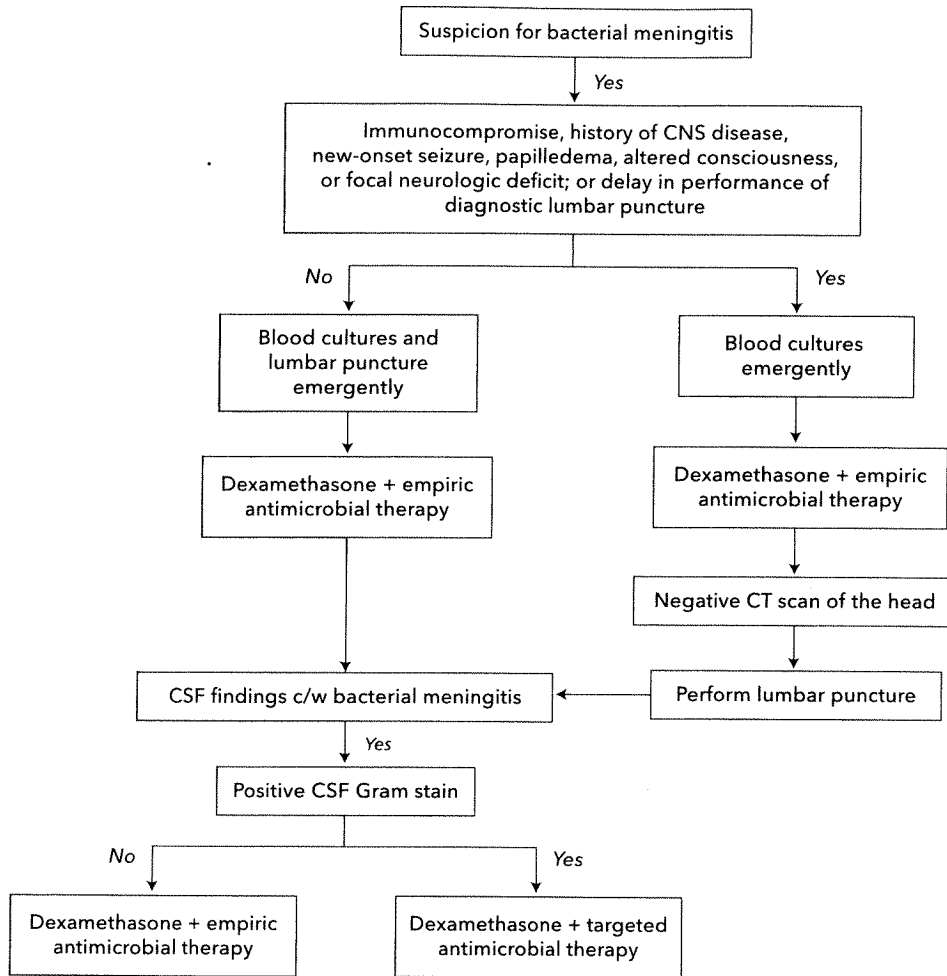 Suspicion for bacterial meningitis
Yes
Immunocompromise, history of CNS disease,
new-onset seizure, papilledema, altered consciousness,
or focal neurologic deficit; or delay in performance of
diagnostic lumbar puncture
No
Yes
Blood cultures and
lumbar puncture
emergently
Blood cultures
emergently
Dexamethasone + empiric
antimicrobial therapy
Dexamethasone + empiric
antimicrobial therapy
Negative CT scan of the head
CSF findings c/w bacterial meningitis
Perform lumbar puncture
Yes
Positive CSF Gram stain
No
Yes
Dexamethasone + empiric
antimicrobial therapy
Dexamethasone + targeted
antimicrobial therapy